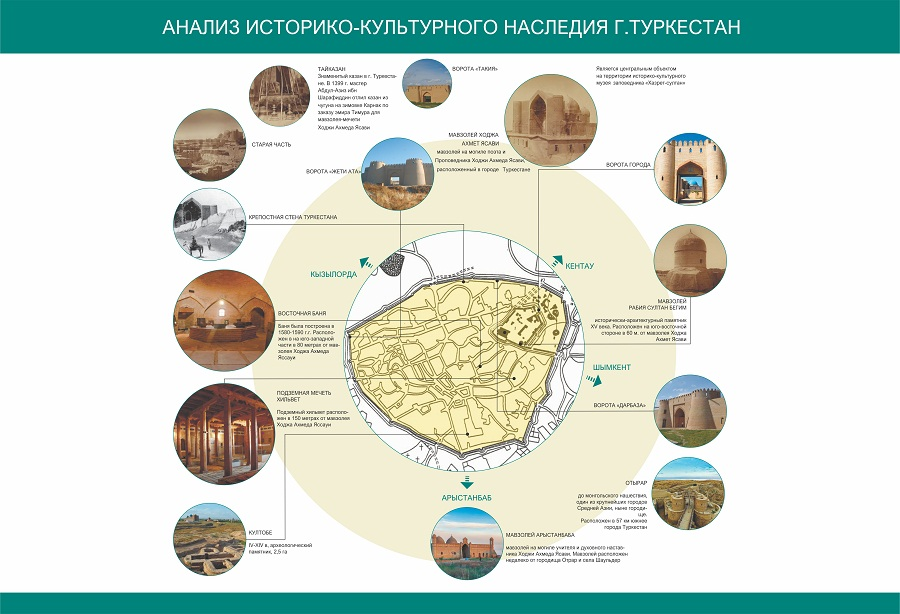 АНАЛИЗ ИСТОРИКО-КУЛЬТУРНОГО НАСЛЕДИЯ Г.ТУРКЕСТАН
ТАЙКАЗАН
Знаменитый казан в г. Туркеста-
не. В 1399 г. мастер
Абдул-Азиз ибн
Шарафиддин отлил казан из
чугуна на зимовке Карнак по
заказу эмира Тимура для
мавзолея-мечети
Ходжи Ахмеда Ясави
ВОРОТА «ТАКИЯ»
Является центральным объектом
на территории историко-культурного
музея заповедника «Хазрет-султан»
СТАРАЯ ЧАСТЬ
МАВЗОЛЕЙ ХОДЖА
АХМЕТ ЯСАВИ
мавзолей на могиле поэта и
Проповедника Ходжи Ахмеда Ясави,
расположенный в городе Туркестане
ВОРОТА «ЖЕТИ АТА»
ВОРОТА ГОРОДА
КРЕПОСТНАЯ СТЕНА ТУРКЕСТАНА
КЫЗЫЛОРДА
КЕНТАУ
МАВЗОЛЕЙ
РАБИЯ СУЛТАН БЕГИМ
исторически-архитектурный памятник
XV века. Расположен на юго-восточной
стороне в 60 м. от мавзолея Ходжа
Ахмет Ясави
ВОСТОЧНАЯ БАНЯ
Баня была построена в
1580-1590 г.г. Располо-
жен в на юго-западной
части в 80 метрах от мав-
золея Ходжа Ахмеда
Яссауи
ШЫМКЕНТ
ПОДЗЕМНАЯ МЕЧЕТЬ
ХИЛЬВЕТ
Подземный хильвет располо-
жен в 150 метрах от мавзолея
Ходжа Ахмеда Яссауи
ВОРОТА «ДАРБАЗА»
ОТЫРАР
до монгольского нашествия,
один из крупнейших городов
Средней Азии, ныне городи-
ще.
Расположен в 57 км южнее
города Туркестан
АРЫСТАНБАБ
КУЛТОБЕ
IV-XIV в, археологический
памятник, 2,5 га
МАВЗОЛЕЙ АРЫСТАНБАБА
мавзолей на могиле учителя и духовного настав-
ника Ходжи Ахмеда Ясави. Мавзолей расположен
недалеко от городища Отрар и села Шаульдер